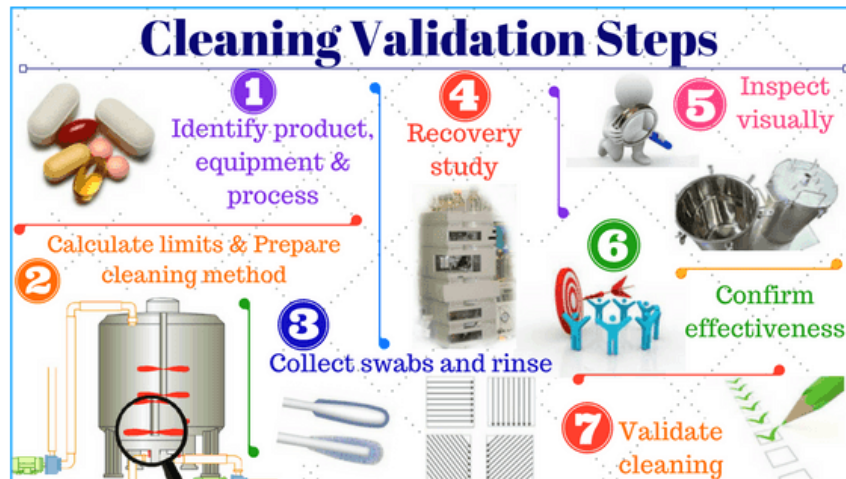 Cleaning Validation Steps
1
Identify product,
equipment &
process
2
Calculate limits & Prepare
cleaning method
3
Collect swabs and rinse
4
Recovery
study
5
Inspect
visually
6
Confirm
effectiveness
7
Validate
cleaning